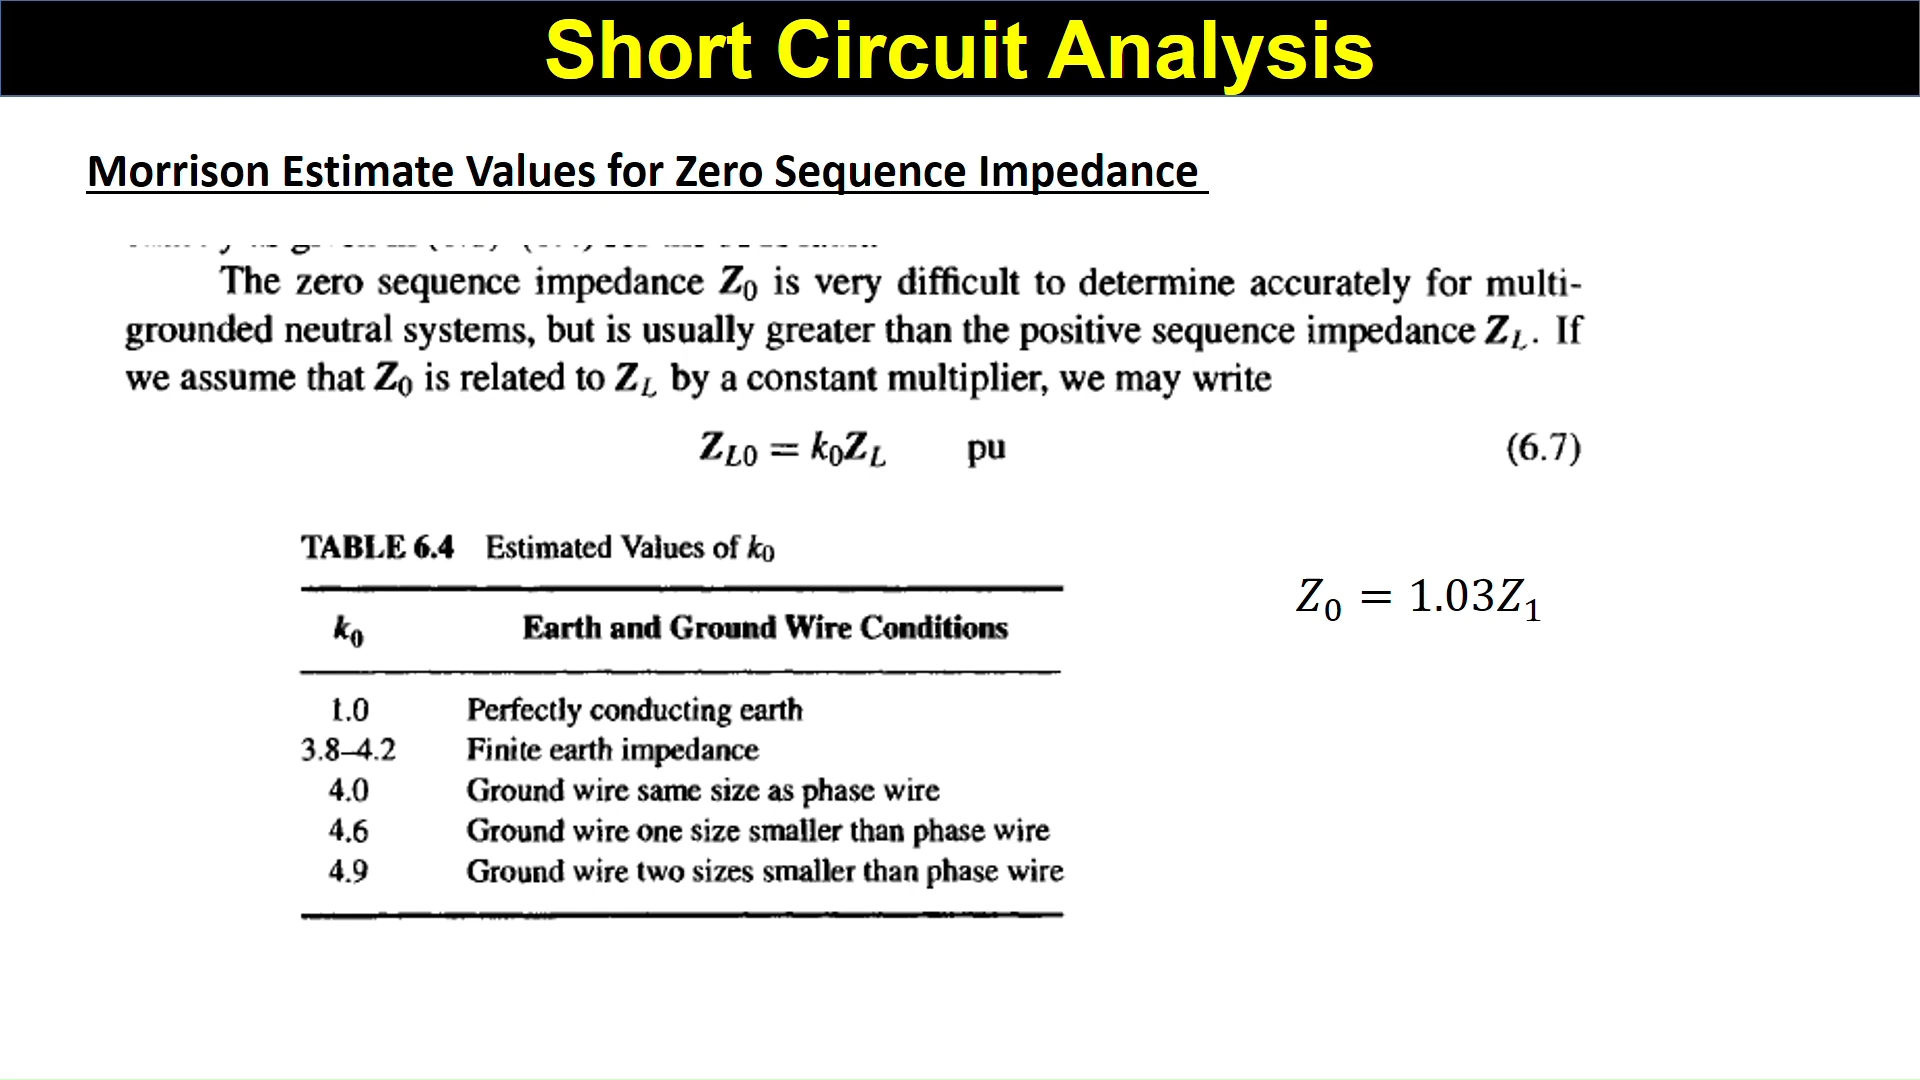 Short Circuit Analysis
Morrison Estimate Values for Zero Sequence Impedance
The zero sequence impedance Z0 is very difficult to determine accurately for multi-
grounded neutral systems, but is usually greater than the positive sequence impedance ZL. If
we assume that Z0 is related to ZL by a constant multiplier, we may write
ZL0 = k0ZL pu (6.7)
TABLE 6.4 Estimated Values of k0
k0 Earth and Ground Wire Conditions
1.0 Perfectly conducting earth
3.8–4.2 Finite earth impedance
4.0 Ground wire same size as phase wire
4.6 Ground wire one size smaller than phase wire
4.9 Ground wire two sizes smaller than phase wire
Z0 = 1.03Z1